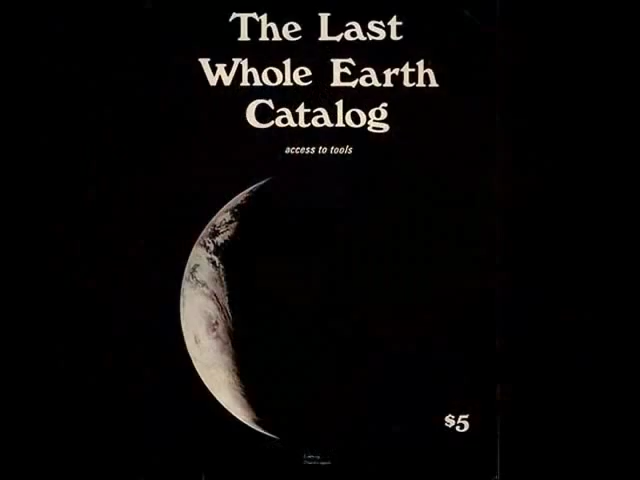 The Last
Whole Earth
Catalog
access to tools
$5